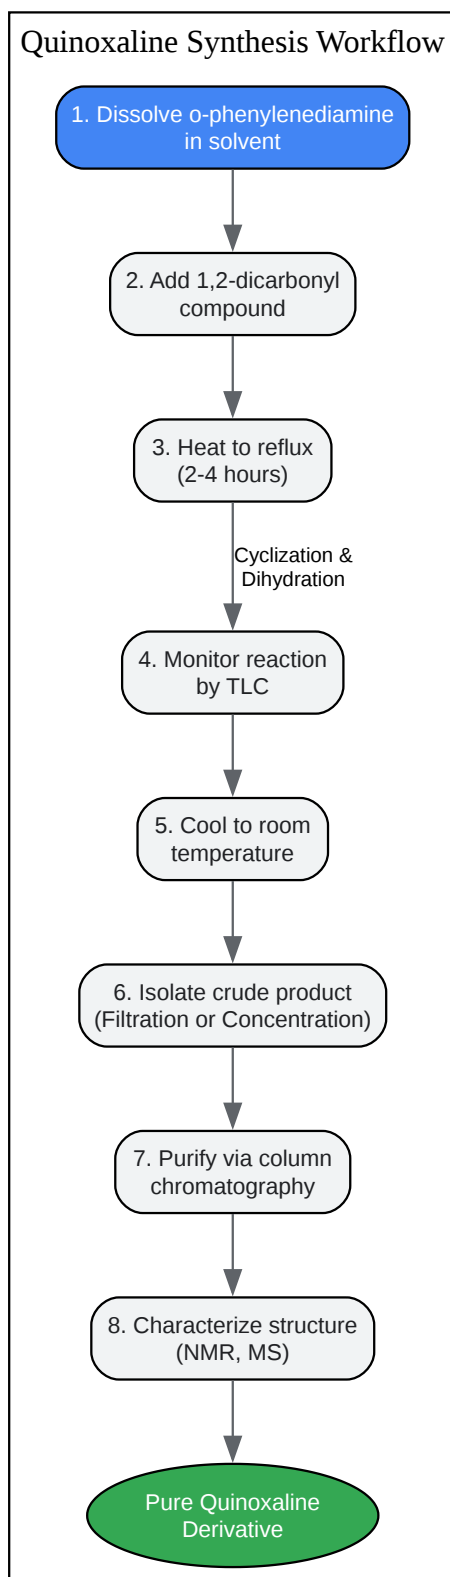 Quinoxaline Synthesis Workflow
1. Dissolve o-phenylenediamine
in solvent
2. Add 1,2-dicarbonyl
compound
3. Heat to reflux
(2-4 hours)
Cyclization &
Dihydration
4. Monitor reaction
by TLC
5. Cool to room
temperature
6. Isolate crude product
(Filtration or Concentration)
7. Purify via column
chromatography
8. Characterize structure
(NMR, MS)
Pure Quinoxaline
Derivative